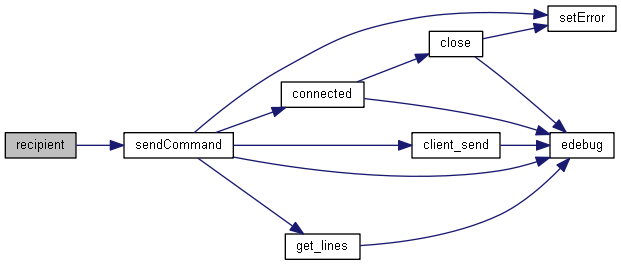 setError
close
connected
recipient
sendCommand
client_send
edebug
get_lines